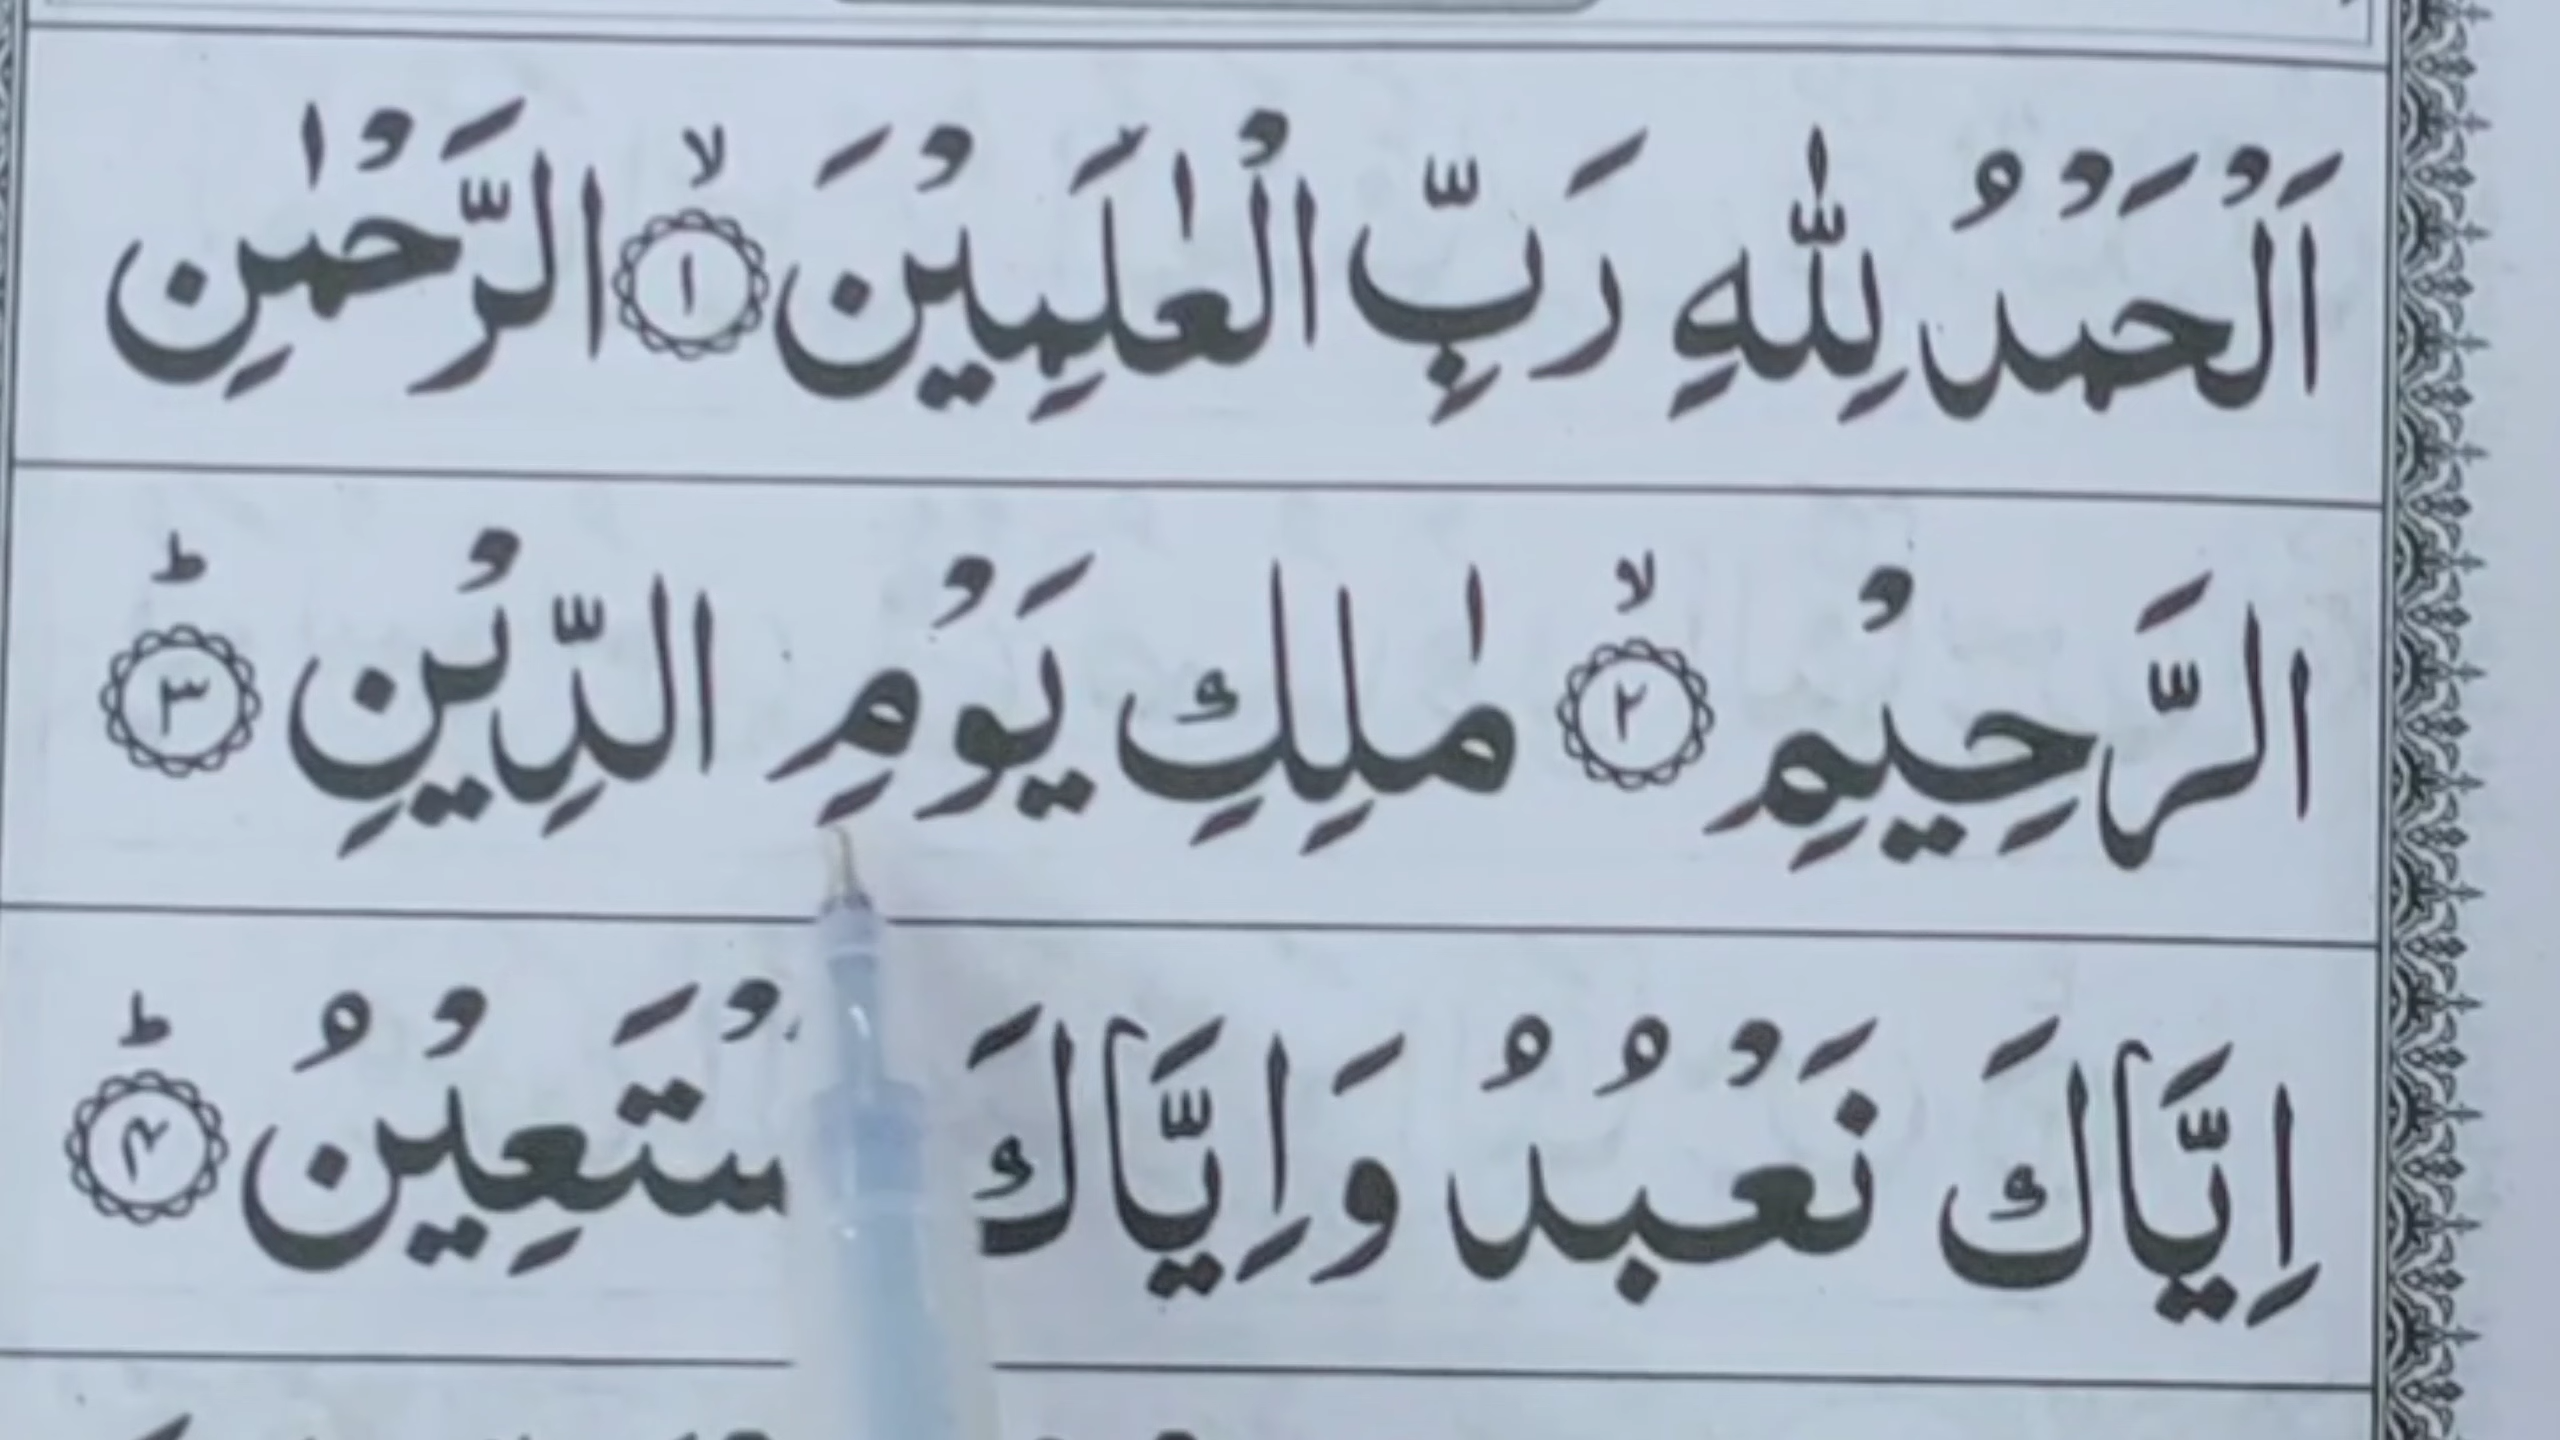 اَلْحَمْدُ لِلّٰهِ رَبِّ الْعٰلَمِيْنَ ۙ﴿۱﴾ الرَّحْمٰنِ
الرَّحِيْمِ ۙ﴿۲﴾ مٰلِكِ يَوْمِ الدِّيْنِ ؕ﴿۳﴾
اِيَّاكَ نَعْبُدُ وَاِيَّاكَ سْتَعِيْنُ ؕ﴿۴﴾